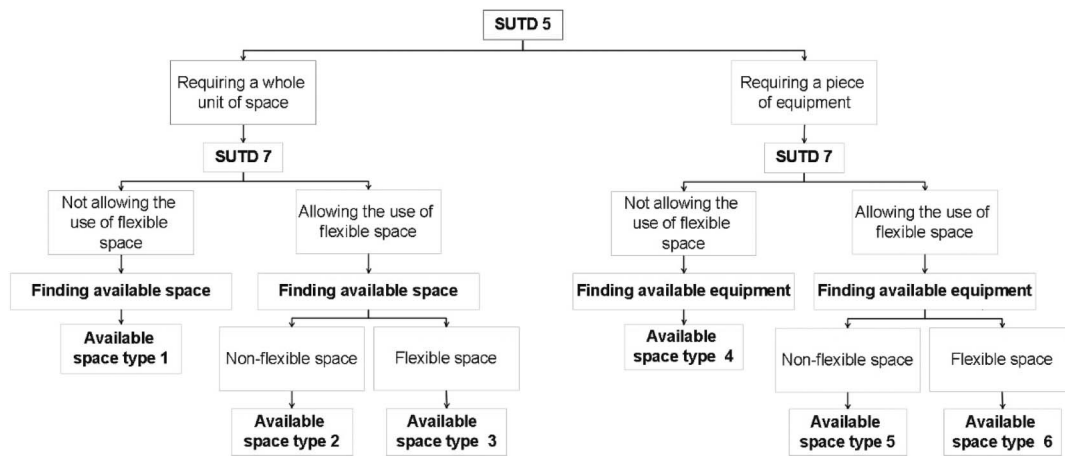 SUTD 5
Requiring a whole
unit of space
Requiring a piece
of equipment
SUTD 7
SUTD 7
Not allowing the
use of flexible
space
Allowing the use of
flexible space
Not allowing the
use of flexible
space
Allowing the use of
flexible space
Finding available space
Finding available space
Finding available equipment
Finding available equipment
Available
space type 1
Non-flexible space
Flexible space
Available
space type 4
Non-flexible space
Flexible space
Available
space type 2
Available
space type 3
Available
space type 5
Available
space type 6